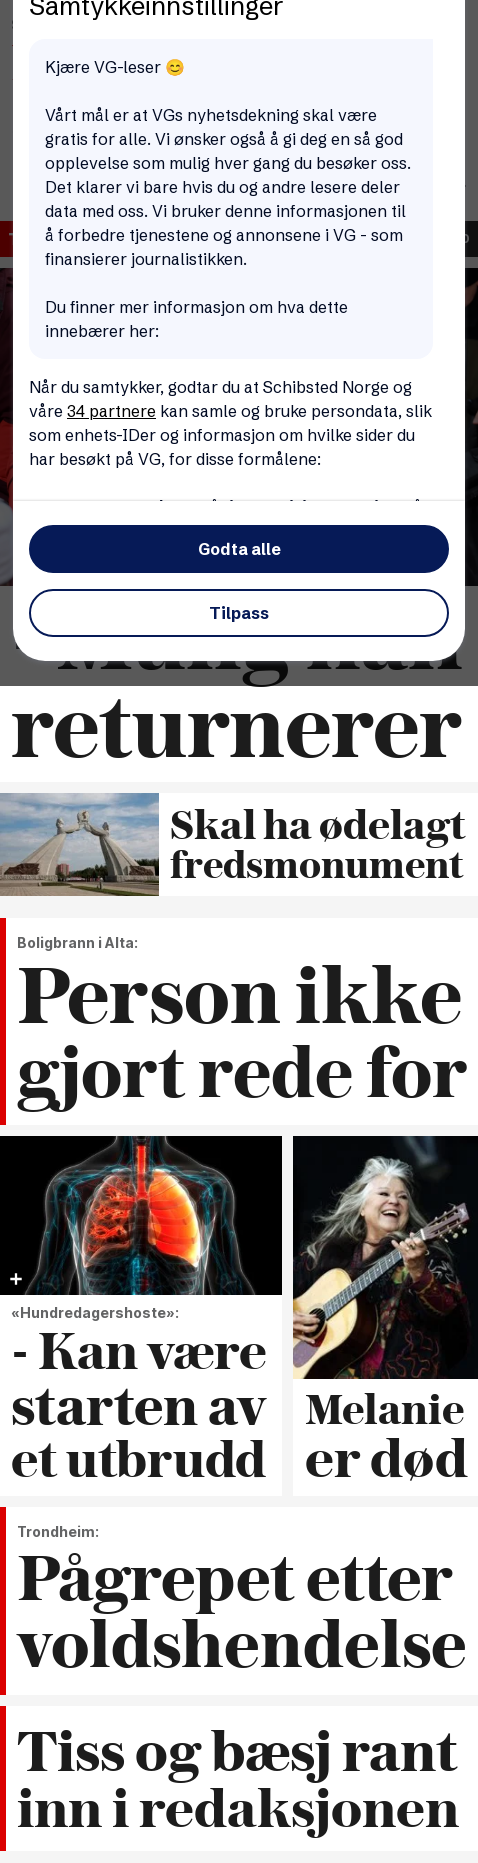 Samtykkeinnstillinger
Kjære VG-leser 😊
Vårt mål er at VGs nyhetsdekning skal være
gratis for alle. Vi ønsker også å gi deg en så god
opplevelse som mulig hver gang du besøker oss.
Det klarer vi bare hvis du og andre lesere deler
data med oss. Vi bruker denne informasjonen til
å forbedre tjenestene og annonsene i VG - som
finansierer journalistikken.
Du finner mer informasjon om hva dette
innebærer her:
Når du samtykker, godtar du at Schibsted Norge og
våre 34 partnere kan samle og bruke persondata, slik
som enhets-IDer og informasjon om hvilke sider du
har besøkt på VG, for disse formålene:
Godta alle
Tilpass
returnerer
Skal ha ødelagt
fredsmonument
Boligbrann i Alta:
Person ikke
gjort rede for
«Hundredagershoste»:
- Kan være
starten av
et utbrudd
Melanie
er død
Trondheim:
Pågrepet etter
voldshendelse
Tiss og bæsj rant
inn i redaksjonen